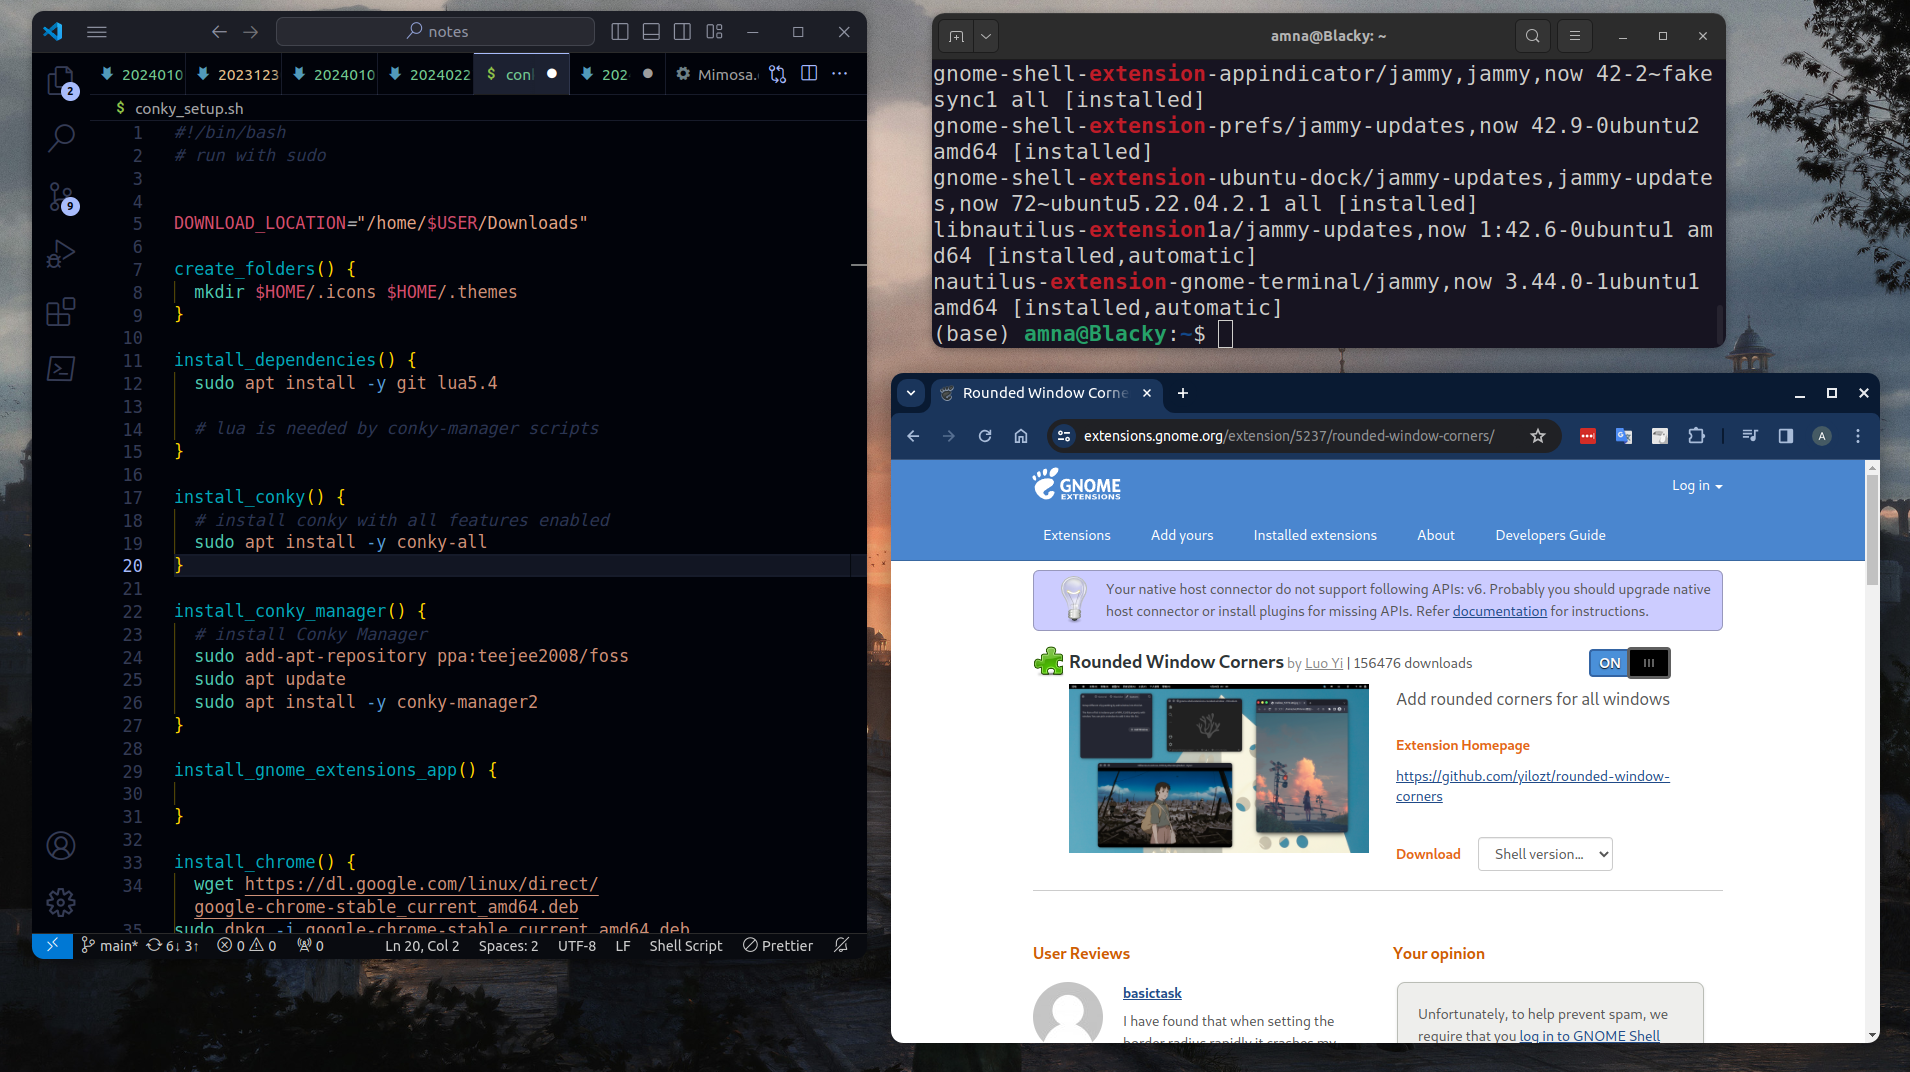 notes
2024010
2023123
2024010
2024022
$ con
202
Mimosa.
2
9
$ conky_setup.sh
1 #!/bin/bash
2 # run with sudo
3
4
5 DOWNLOAD_LOCATION="/home/$USER/Downloads"
6
7 create_folders() {
8 mkdir $HOME/.icons $HOME/.themes
9 }
10
11 install_dependencies() {
12 sudo apt install -y git lua5.4
13
14 # lua is needed by conky-manager scripts
15 }
16
17 install_conky() {
18 # install conky with all features enabled
19 sudo apt install -y conky-all
20 }
21
22 install_conky_manager() {
23 # install Conky Manager
24 sudo add-apt-repository ppa:teejee2008/foss
25 sudo apt update
26 sudo apt install -y conky-manager2
27 }
28
29 install_gnome_extensions_app() {
30
31 }
32
33 install_chrome() {
34 wget https://dl.google.com/linux/direct/
google-chrome-stable_current_amd64.deb
35 sudo dpkg -i google-chrome-stable_current_amd64.deb
main* 6↓ 3↑ 0 0 0 Ln 20, Col 2 Spaces: 2 UTF-8 LF Shell Script Prettier
amna@Blacky: ~
gnome-shell-extension-appindicator/jammy,jammy,now 42-2~fake
sync1 all [installed]
gnome-shell-extension-prefs/jammy-updates,now 42.9-0ubuntu2
amd64 [installed]
gnome-shell-extension-ubuntu-dock/jammy-updates,jammy-update
s,now 72~ubuntu5.22.04.2.1 all [installed]
libnautilus-extension1a/jammy-updates,now 1:42.6-0ubuntu1 am
d64 [installed,automatic]
nautilus-extension-gnome-terminal/jammy,now 3.44.0-1ubuntu1
amd64 [installed,automatic]
(base) amna@Blacky:~$
Rounded Window Corne
extensions.gnome.org/extension/5237/rounded-window-corners/
A
GNOME
EXTENSIONS
Log in
Extensions Add yours Installed extensions About Developers Guide
Your native host connector do not support following APIs: v6. Probably you should upgrade native
host connector or install plugins for missing APIs. Refer documentation for instructions.
Rounded Window Corners by Luo Yi | 156476 downloads
ON
Add rounded corners for all windows
Extension Homepage
https://github.com/yilozt/rounded-window-
corners
Download Shell version...
User Reviews
basictask
I have found that when setting the
border radius rapidly it crashes my
Your opinion
Unfortunately, to help prevent spam, we
require that you log in to GNOME Shell